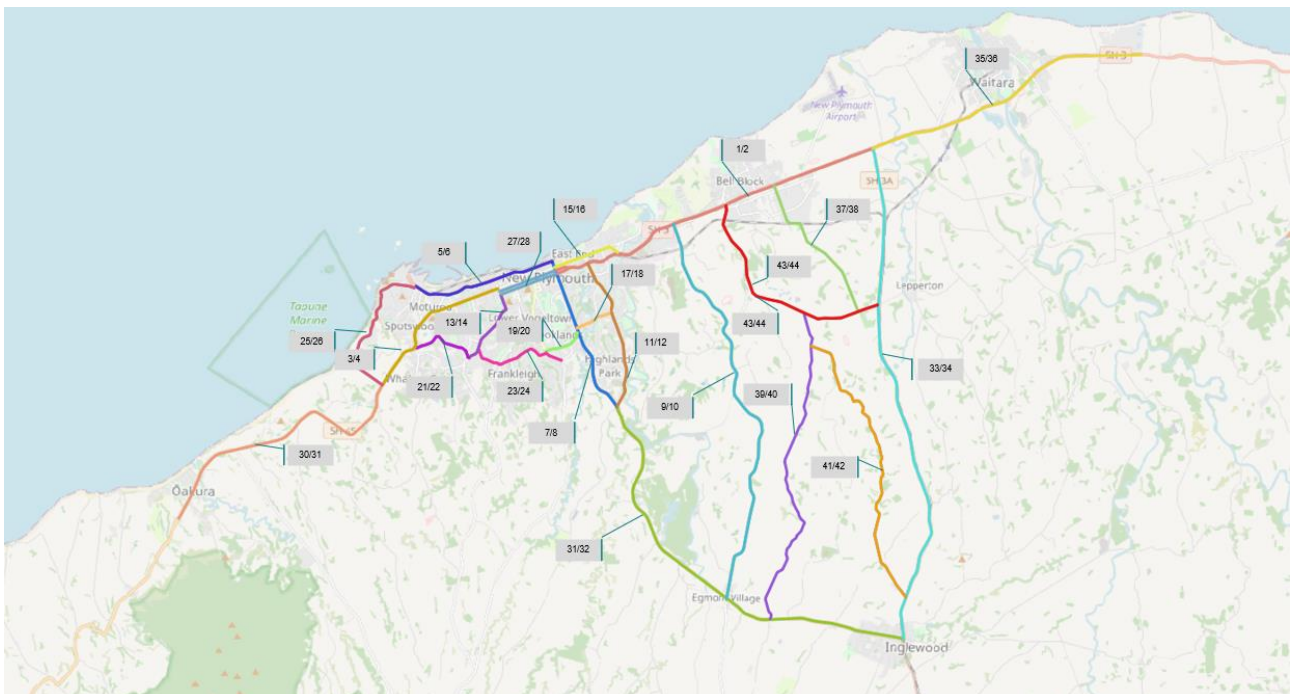 35/36
SH 3
Waitara
New Plymouth
Airport
1/2
Bell Block
SH 3A
15/16
37/38
27/28
SH 3
5/6
East End
New Plymouth
17/18
43/44
Lepperton
Tapuae
Marine
Moturoa
Spotswood
13/14
Lower Vogeltown
19/20
Brooklands
43/44
25/26
3/4
11/12
33/34
Whalers
Frankleigh
Highlands
Park
21/22
23/24
39/40
9/10
7/8
SH 45
30/31
41/42
Ōakura
31/32
Egmont Village
Inglewood